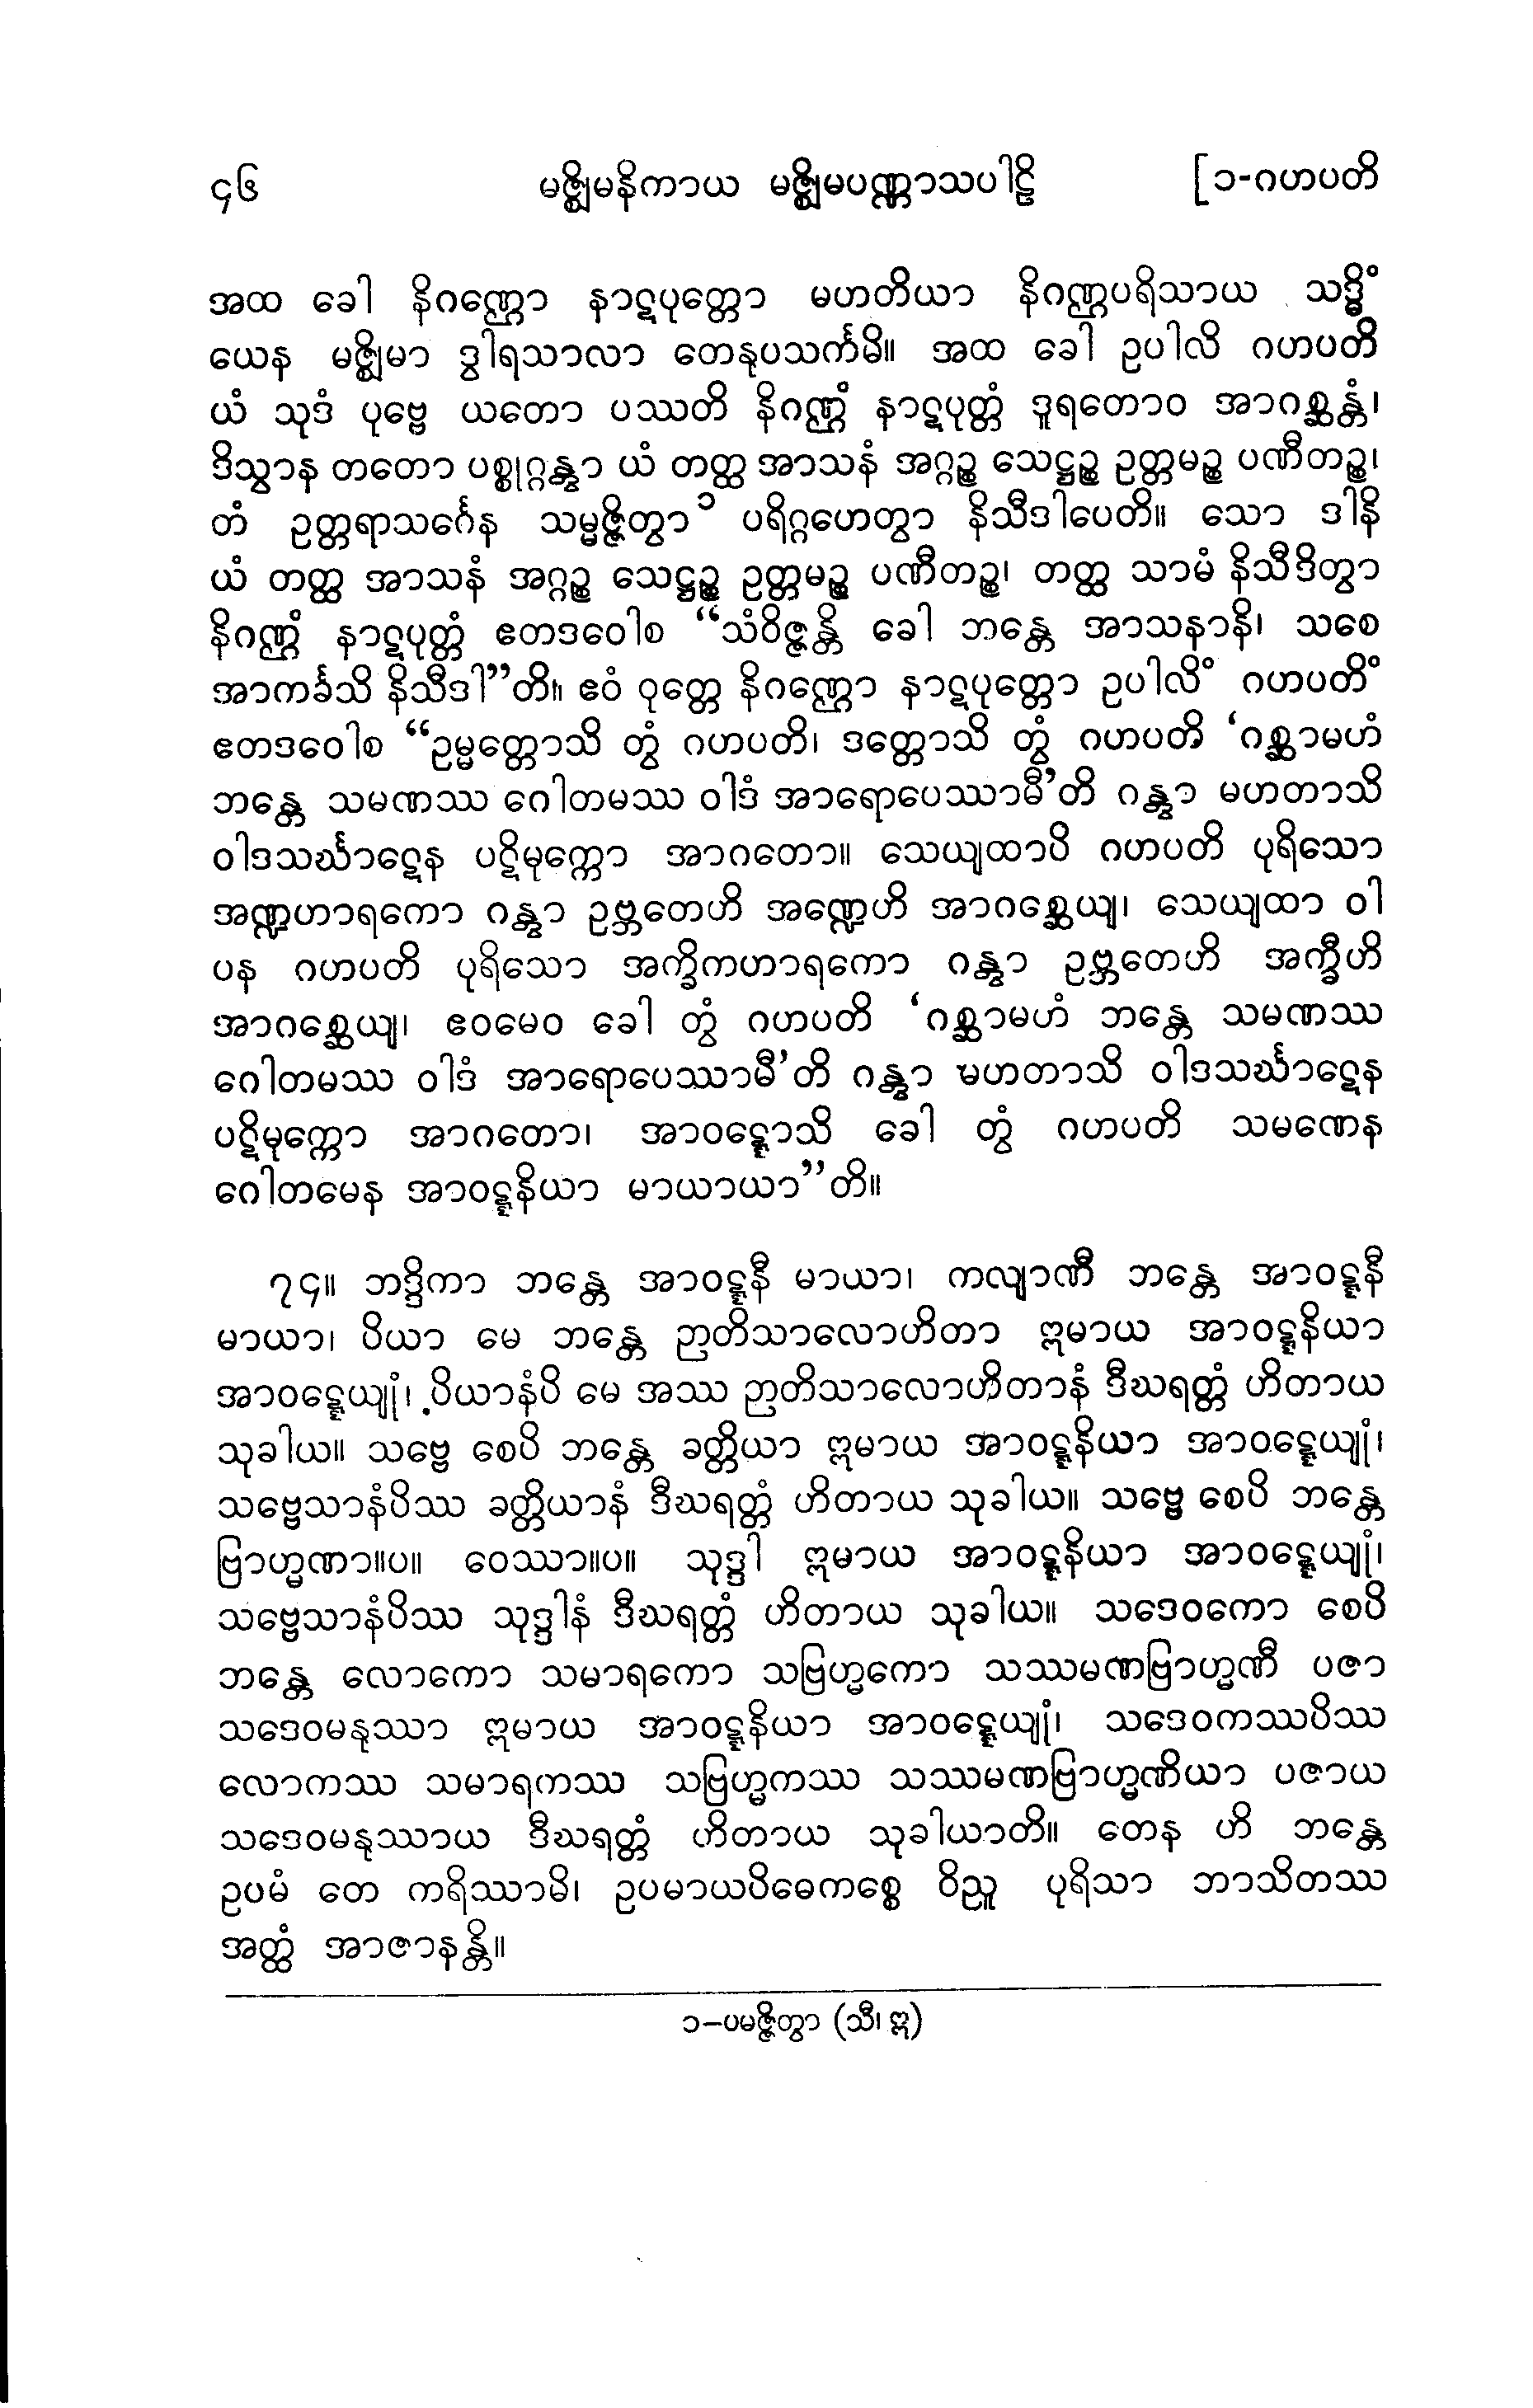 ၄၆ မဇ္ဈိမနိကာယ မဇ္ဈိမပဏ္ဏာသပါဠိ [၁-ဂဟပတိ
အထ ခေါ နိဂဏ္ဌော နာဋပုတ္တော မဟတိယာ နိဂဏ္ဌပရိသာယ သဒ္ဓိံ
ယေန မဇ္ဈိမာ ဒွါရသာလာ တေနုပသင်္ကမိ။ အထ ခေါ ဥပါလိ ဂဟပတိ
ယံ သုဒံ ပုဗ္ဗေ ယတော ပဿတိ နိဂဏ္ဌံ နာဋပုတ္တံ ဒူရတောဝ အာဂစ္ဆန္တံ၊
ဒိသွာန တတော ပစ္စုဂ္ဂန္တွာ ယံ တတ္ထ အာသနံ အဂ္ဂဉ္စ သေဋ္ဌဉ္စ ဥတ္တမဉ္စ ပဏီတဉ္စ၊
တံ ဥတ္တရာသင်္ဂေန သမ္မဇ္ဇိတွာ၁ ပရိဂ္ဂဟေတွာ နိသီဒါပေတိ။ သော ဒါနိ
ယံ တတ္ထ အာသနံ အဂ္ဂဉ္စ သေဋ္ဌဉ္စ ဥတ္တမဉ္စ ပဏီတဉ္စ၊ တတ္ထ သာမံ နိသီဒိတွာ
နိဂဏ္ဌံ နာဋပုတ္တံ ဧတဒဝေါစ “သံဝိဇ္ဇန္တိ ခေါ ဘန္တေ အာသနာနိ၊ သစေ
အာကင်္ခသိ နိသီဒါ”တိ။ ဧဝံ ဝုတ္တေ နိဂဏ္ဌော နာဋပုတ္တော ဥပါလိံ ဂဟပတိံ
ဧတဒဝေါစ “ဥမ္မတ္တောသိ တွံ ဂဟပတိ၊ ဒတ္တောသိ တွံ ဂဟပတိ ‘ဂစ္ဆာမဟံ
ဘန္တေ သမဏဿ ဂေါတမဿ ဝါဒံ အာရောပေဿာမီ’တိ ဂန္တွာ မဟတာသိ
ဝါဒသင်္ဃာဋေန ပဋိမုက္ကော အာဂတော။ သေယျထာပိ ဂဟပတိ ပုရိသော
အဏ္ဍဟာရကော ဂန္တွာ ဥဗ္ဘတေဟိ အဏ္ဍေဟိ အာဂစ္ဆေယျ၊ သေယျထာ ဝါ
ပန ဂဟပတိ ပုရိသော အက္ခိကဟာရကော ဂန္တွာ ဥဗ္ဘတေဟိ အက္ခီဟိ
အာဂစ္ဆေယျ၊ ဧဝမေဝ ခေါ တွံ ဂဟပတိ ‘ဂစ္ဆာမဟံ ဘန္တေ သမဏဿ
ဂေါတမဿ ဝါဒံ အာရောပေဿာမီ’တိ ဂန္တွာ မဟတာသိ ဝါဒသင်္ဃာဋေန
ပဋိမုက္ကော အာဂတော၊ အာဝဋ္ဋောသိ ခေါ တွံ ဂဟပတိ သမဏေန
ဂေါတမေန အာဝဋ္ဋနိယာ မာယာယာ”တိ။
၇၄။ ဘဒ္ဒိကာ ဘန္တေ အာဝဋ္ဋနီ မာယာ၊ ကလျာဏီ ဘန္တေ အာဝဋ္ဋနီ
မာယာ၊ ပိယာ မေ ဘန္တေ ဉာတိသာလောဟိတာ ဣမာယ အာဝဋ္ဋနိယာ
အာဝဋ္ဋေယျုံ၊ ပိယာနံပိ မေ အဿ ဉာတိသာလောဟိတာနံ ဒီဃရတ္တံ ဟိတာယ
သုခါယ။ သဗ္ဗေ စေပိ ဘန္တေ ခတ္တိယာ ဣမာယ အာဝဋ္ဋနိယာ အာဝဋ္ဋေယျုံ၊
သဗ္ဗေသာနံပိဿ ခတ္တိယာနံ ဒီဃရတ္တံ ဟိတာယ သုခါယ။ သဗ္ဗေ စေပိ ဘန္တေ
ဗြာဟ္မဏာ။ပ။ ဝေဿာ။ပ။ သုဒ္ဒါ ဣမာယ အာဝဋ္ဋနိယာ အာဝဋ္ဋေယျုံ၊
သဗ္ဗေသာနံပိဿ သုဒ္ဒါနံ ဒီဃရတ္တံ ဟိတာယ သုခါယ။ သဒေဝကော စေပိ
ဘန္တေ လောကော သမာရကော သဗြဟ္မကော သဿမဏဗြာဟ္မဏီ ပဇာ
သဒေဝမနုဿာ ဣမာယ အာဝဋ္ဋနိယာ အာဝဋ္ဋေယျုံ၊ သဒေဝကဿပိဿ
လောကဿ သမာရကဿ သဗြဟ္မကဿ သဿမဏဗြာဟ္မဏိယာ ပဇာယ
သဒေဝမနုဿာယ ဒီဃရတ္တံ ဟိတာယ သုခါယာတိ။ တေန ဟိ ဘန္တေ
ဥပမံ တေ ကရိဿာမိ၊ ဥပမာယပိဓေကစ္စေ ဝိညူ ပုရိသာ ဘာသိတဿ
အတ္ထံ အာဇာနန္တိ။
၁–ပမဇ္ဇိတွာ (သီ၊ ဣ)